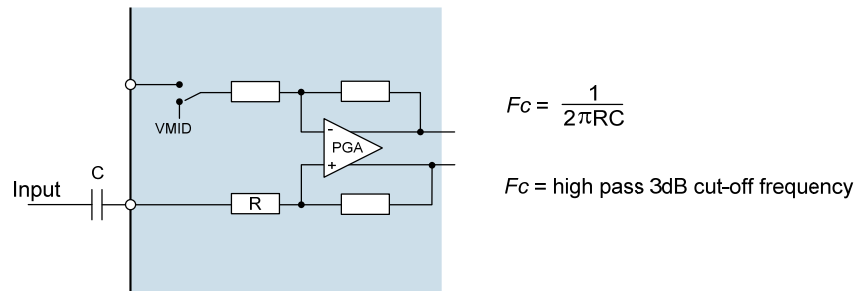 VMID
-
PGA
+
C
Input
R
Fc = 1 / 2πRC
Fc = high pass 3dB cut-off frequency